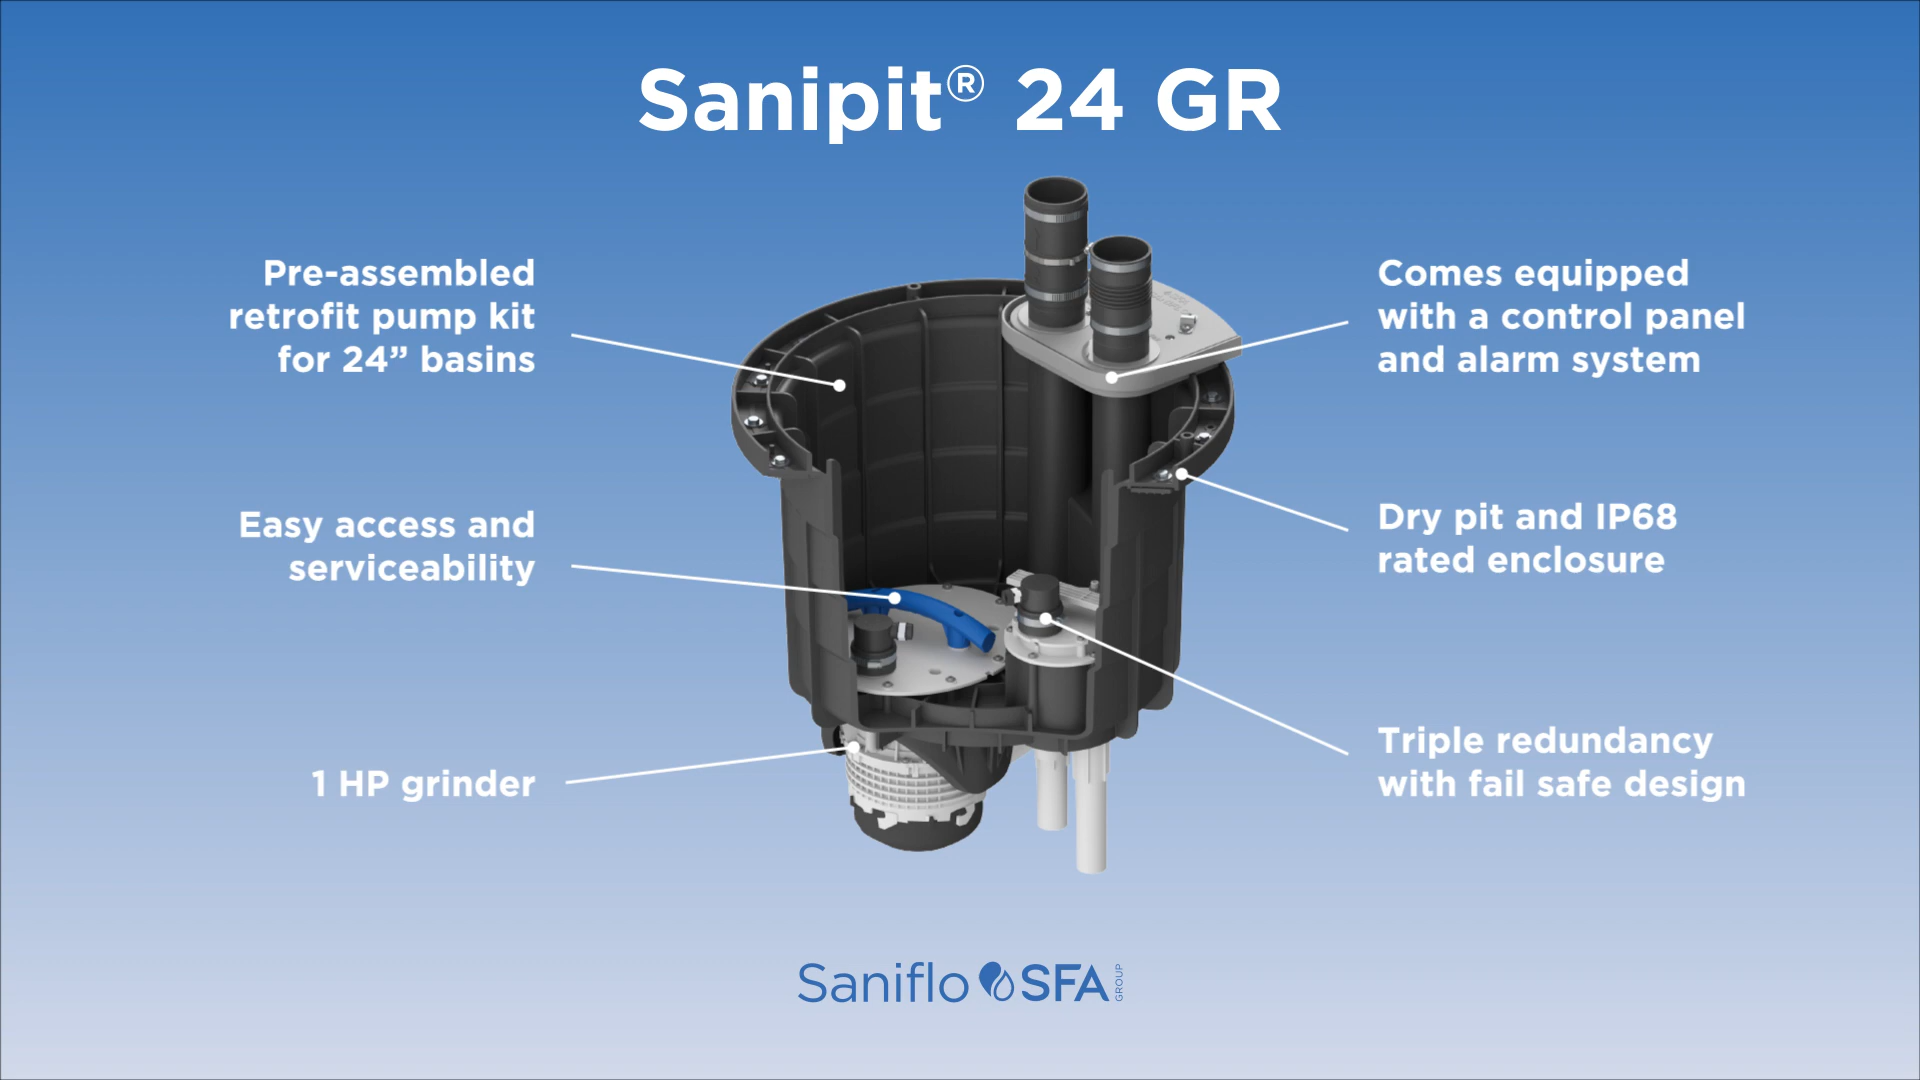 Sanipit® 24 GR
Pre-assembled
retrofit pump kit
for 24” basins
Easy access and
serviceability
1 HP grinder
Comes equipped
with a control panel
and alarm system
Dry pit and IP68
rated enclosure
Triple redundancy
with fail safe design
Saniflo SFA GROUP